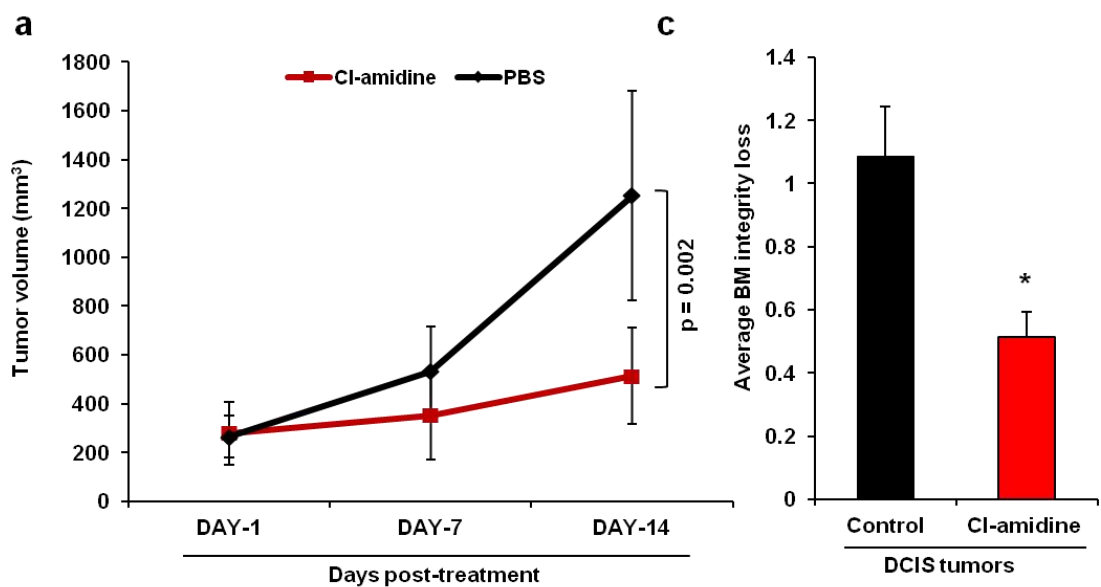 a
Tumor volume (mm³)
1800
1600
1400
1200
1000
800
600
400
200
0
Cl-amidine
PBS
p = 0.002
DAY-1
DAY-7
DAY-14
Days post-treatment
c
Average BM integrity loss
1.4
1.2
1
0.8
0.6
0.4
0.2
0
*
Control
Cl-amidine
DCIS tumors